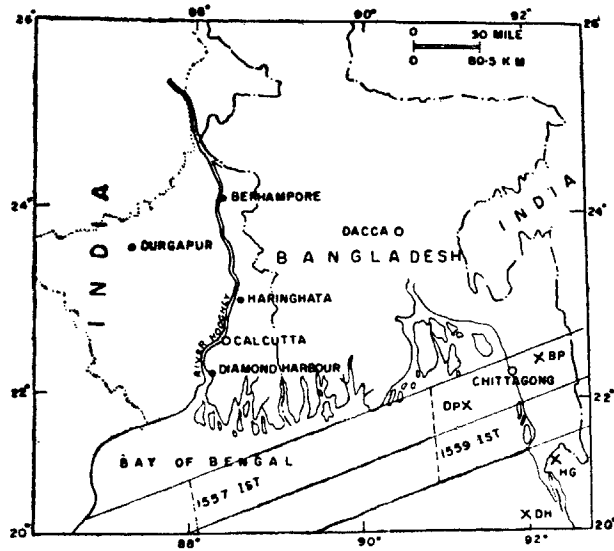 90° 92°
0 50 MILE
0 80·5 KM
24° BERHAMPORE 24°
INDIA
INDIA
DACCA
DURGAPUR
BANGLADESH
HARINGHATA
RIVER HOOGHLY
CALCUTTA
BP
DIAMOND HARBOUR
CHITTAGONG
22° 22°
DP
BAY OF BENGAL
1559 IST
HG
1557 IST
DH
20° 20°
88° 90° 92°